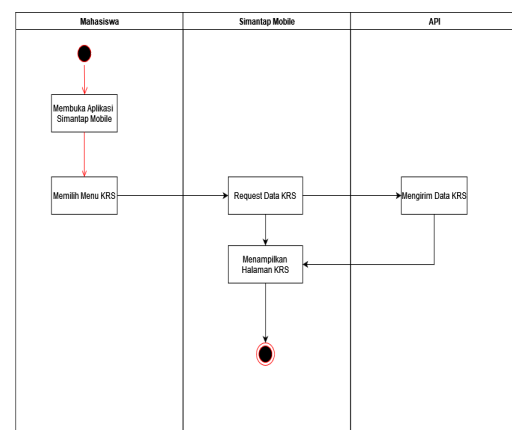 Mahasiswa
Simantap Mobile
API
Membuka Aplikasi
Simantap Mobile
Memilih Menu KRS
Request Data KRS
Mengirim Data KRS
Menampilkan
Halaman KRS